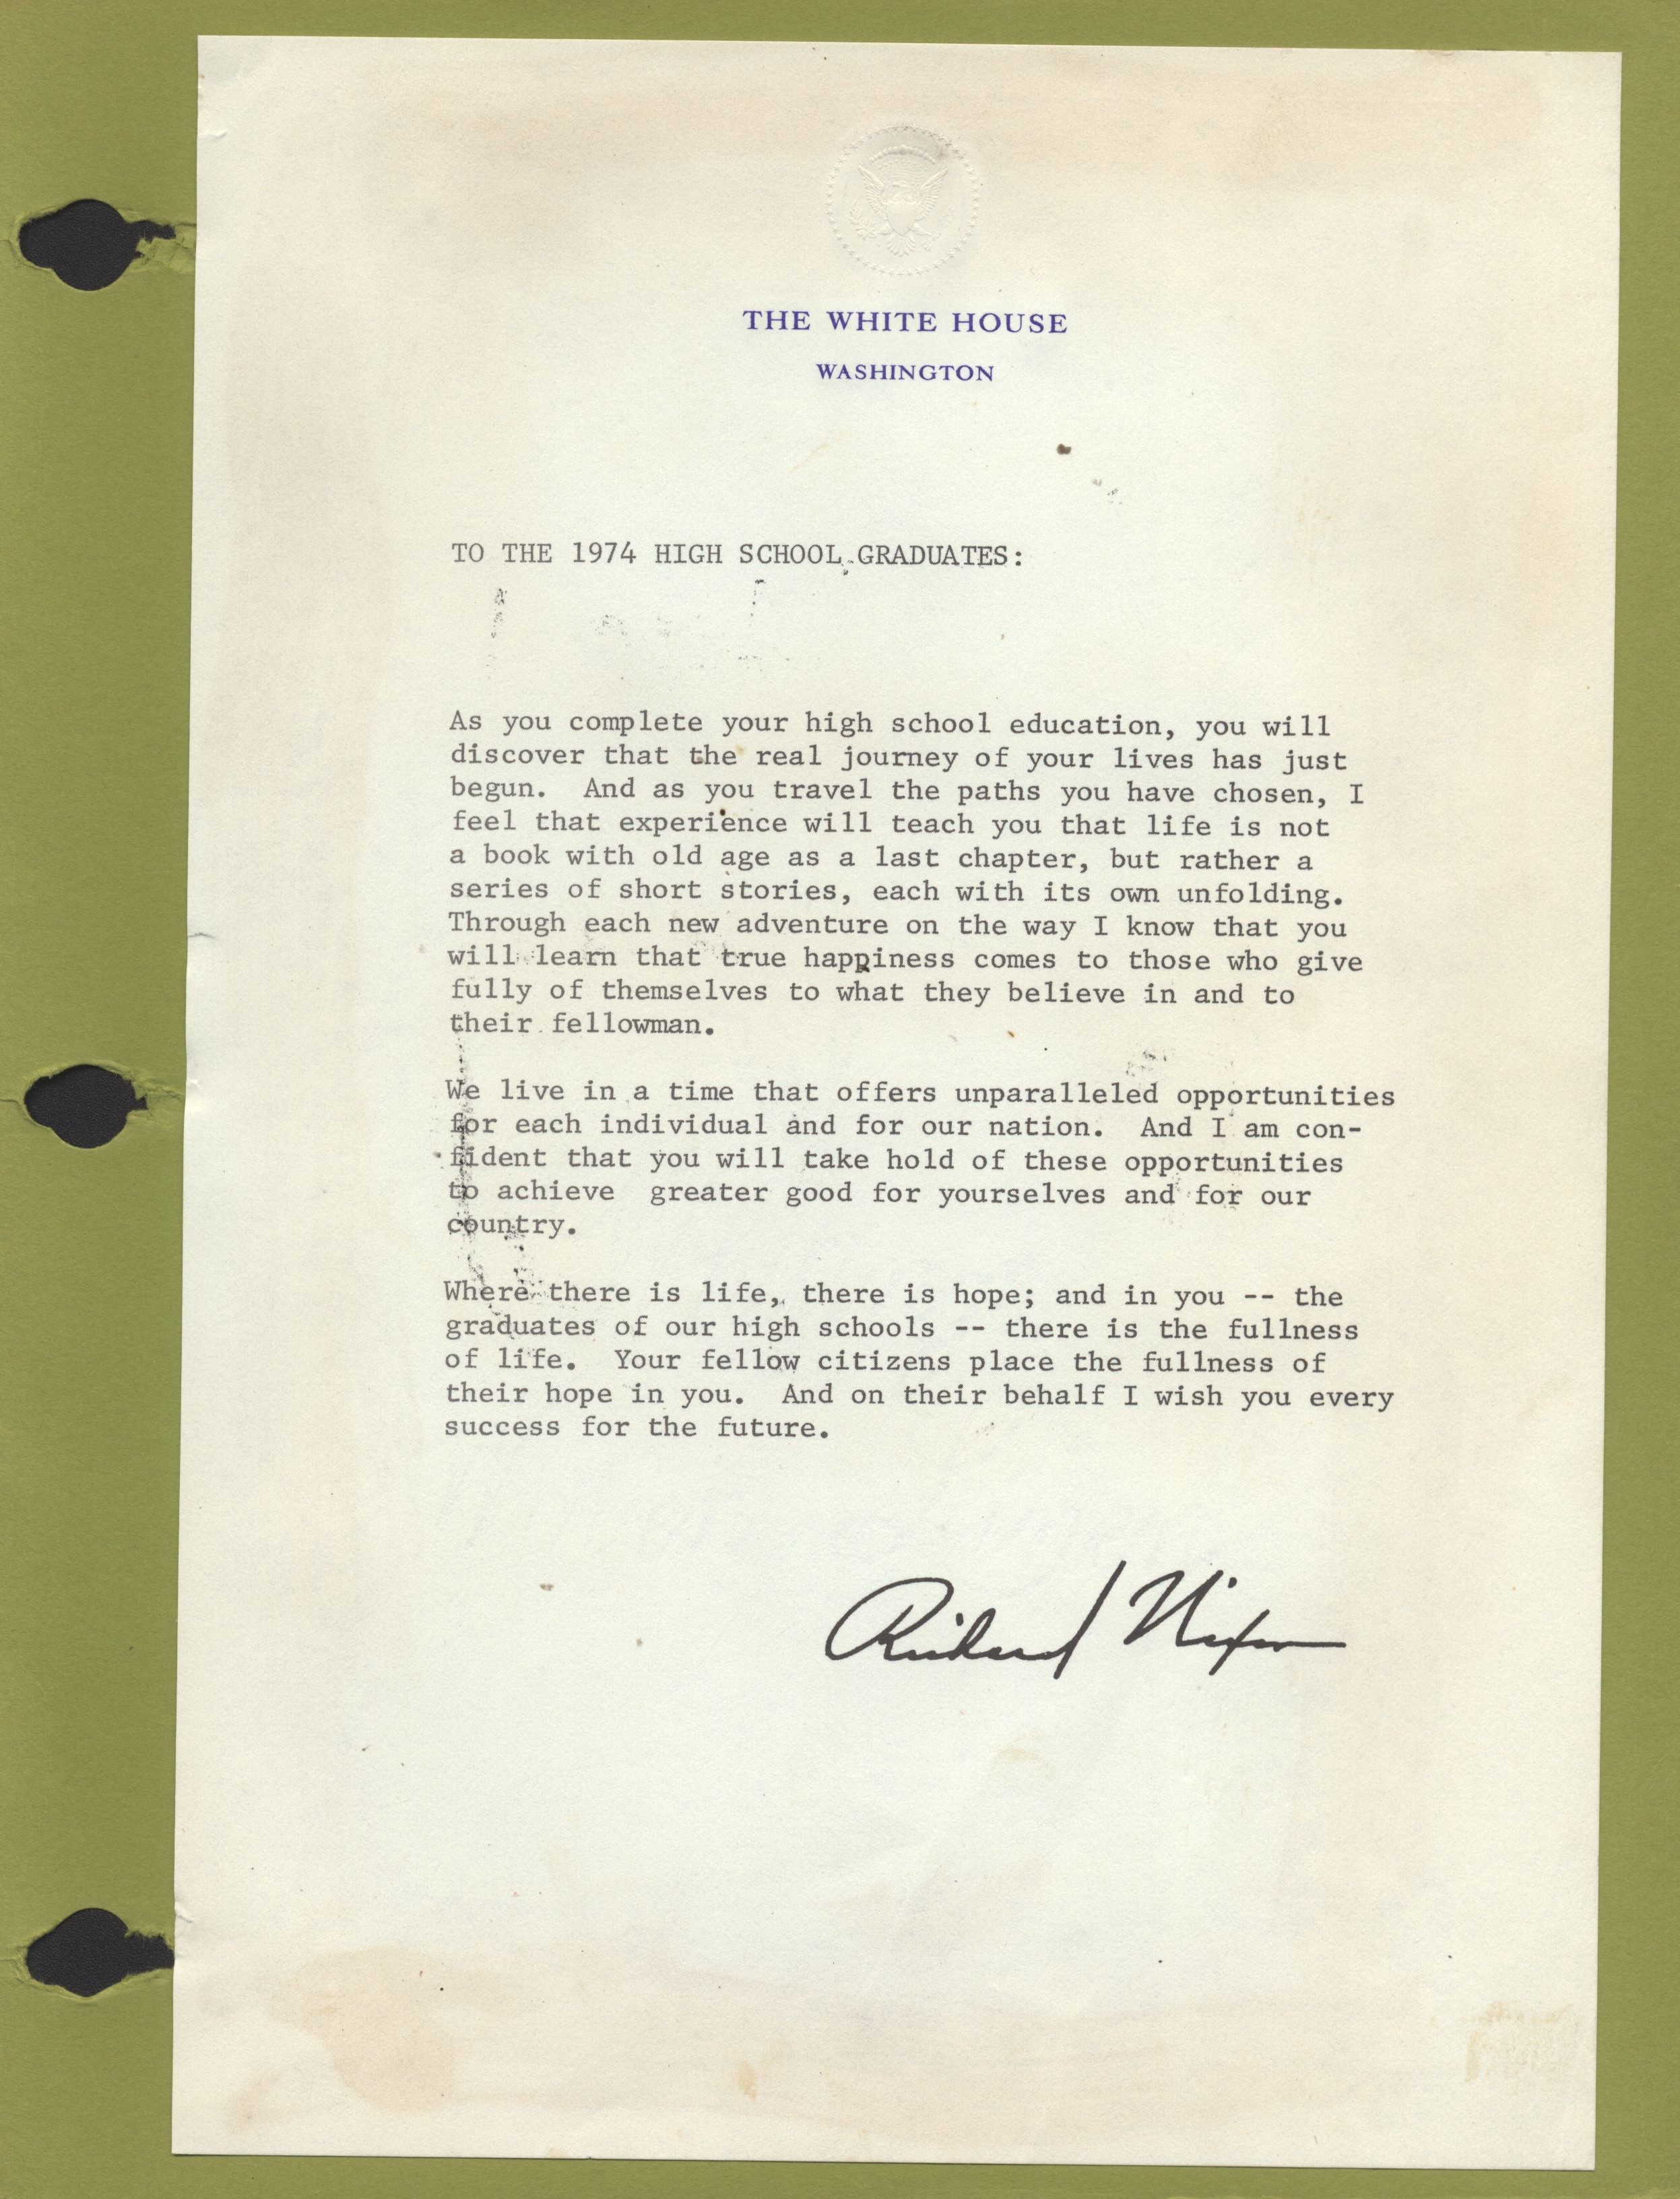 THE WHITE HOUSE
WASHINGTON
TO THE 1974 HIGH SCHOOL GRADUATES:
As you complete your high school education, you will
discover that the real journey of your lives has just
begun.  And as you travel the paths you have chosen, I
feel that experience will teach you that life is not
a book with old age as a last chapter, but rather a
series of short stories, each with its own unfolding.
Through each new adventure on the way I know that you
will learn that true happiness comes to those who give
fully of themselves to what they believe in and to
their fellowman.
We live in a time that offers unparalleled opportunities
for each individual and for our nation.  And I am con-
fident that you will take hold of these opportunities
to achieve  greater good for yourselves and for our
country.
Where there is life, there is hope; and in you -- the
graduates of our high schools -- there is the fullness
of life.  Your fellow citizens place the fullness of
their hope in you.  And on their behalf I wish you every
success for the future.
Richard Nixon